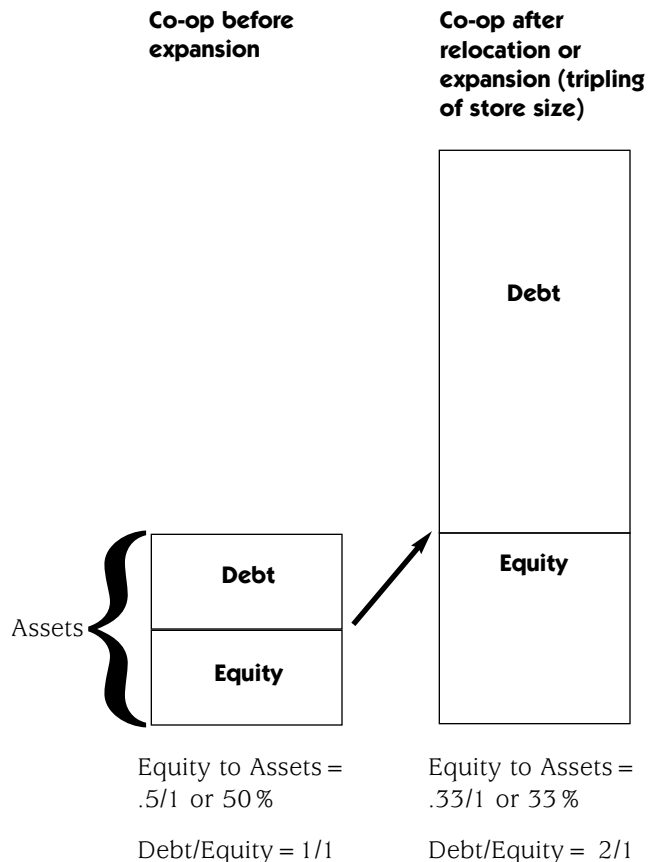 Co-op before
expansion
Co-op after
relocation or
expansion (tripling
of store size)
Debt
Debt
Equity
Assets
Equity
Equity to Assets =
.5/1 or 50%
Debt/Equity = 1/1
Equity to Assets =
.33/1 or 33%
Debt/Equity = 2/1